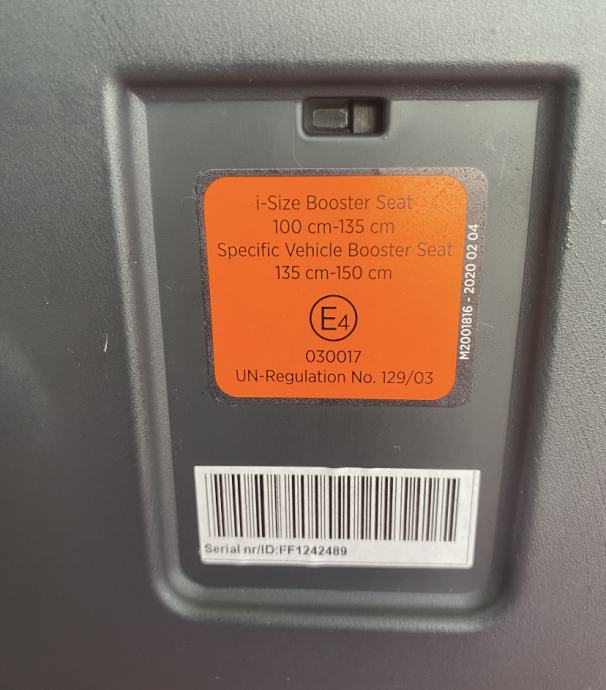 i-Size Booster Seat
100 cm-135 cm
Specific Vehicle Booster Seat
135 cm-150 cm
E4
030017
UN-Regulation No. 129/03
M2001816 - 2020 02 04
Serial nr/ID:FF1242489